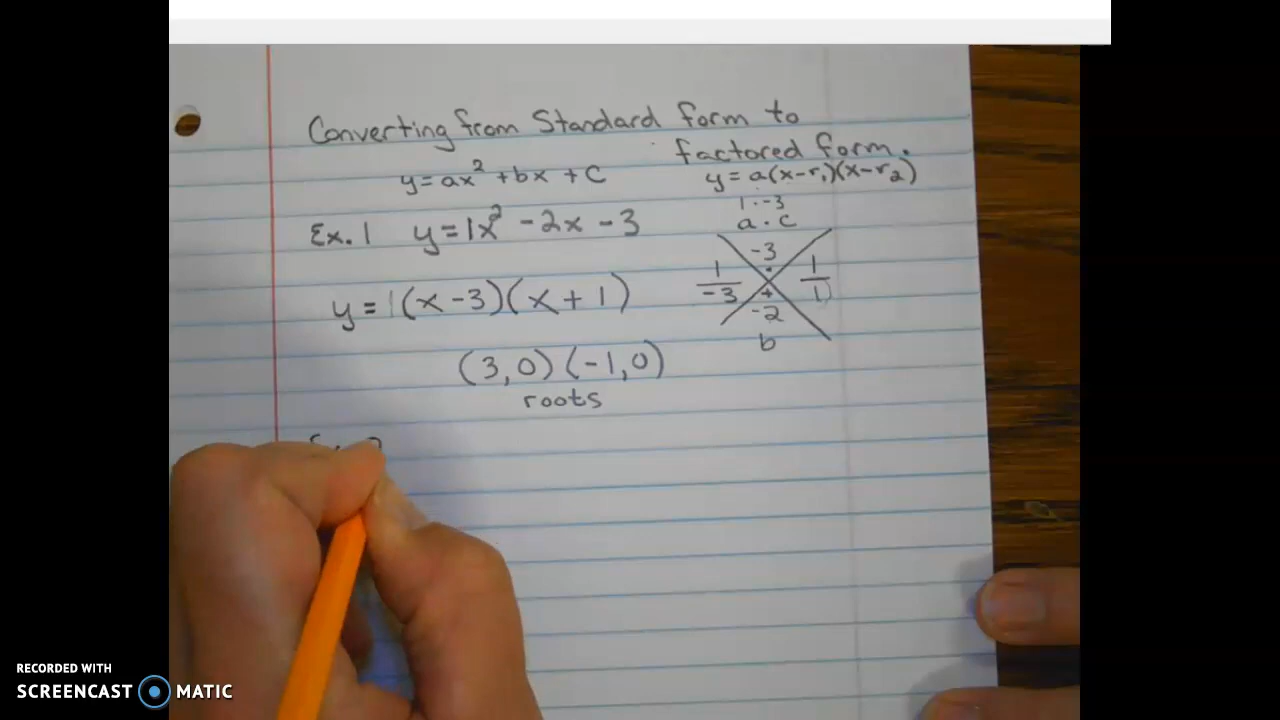 Converting from Standard form to
factored form.
y = ax² + bx + c
y = a(x-r₁)(x-r₂)
Ex. 1 y = 1x² - 2x - 3
1 · -3
a · c
-3
1 1
-3 1
·
+
-2
b
y = 1(x - 3)(x + 1)
(3, 0) (-1, 0)
roots
RECORDED WITH
SCREENCAST MATIC